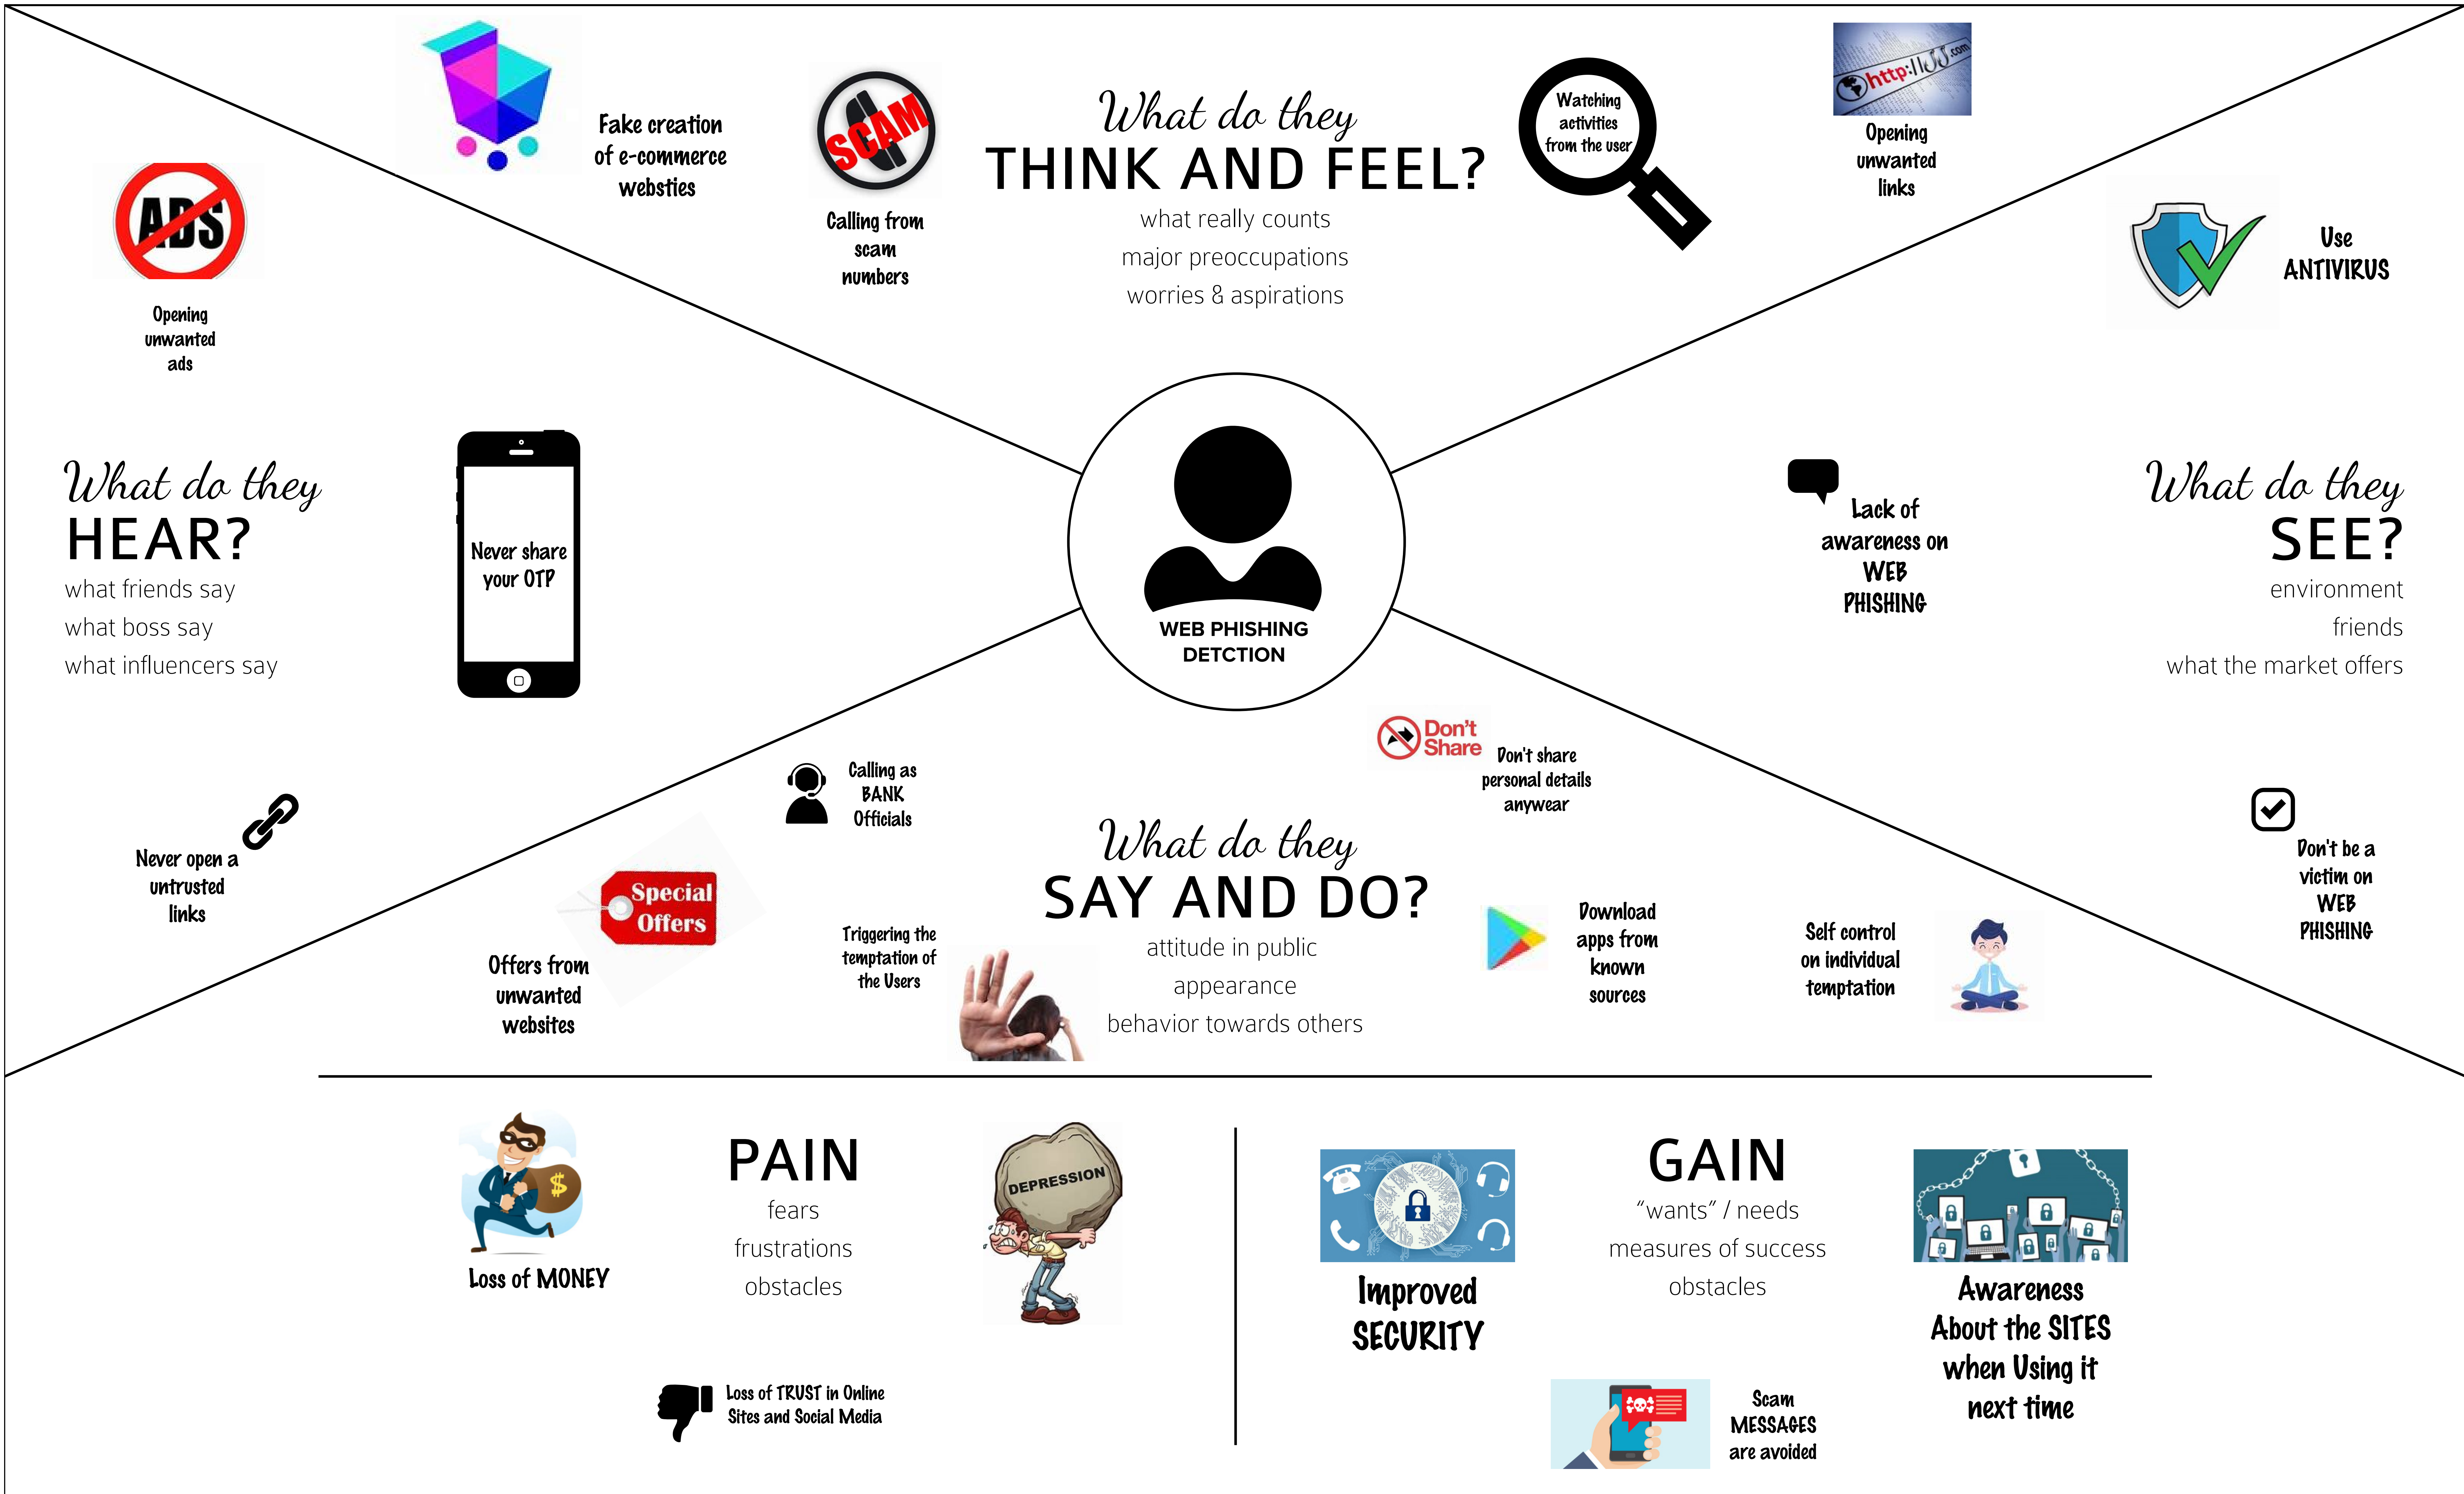 What do they
THINK AND FEEL?
what really counts
major preoccupations
worries & aspirations
Fake creation
of e-commerce
websties
SCAM
Calling from
scam
numbers
Watching
activities
from the user
http://JJ.com
Opening
unwanted
links
ADS
Opening
unwanted
ads
What do they
HEAR?
what friends say
what boss say
what influencers say
Never share
your OTP
Never open a
untrusted
links
WEB PHISHING
DETCTION
Use
ANTIVIRUS
Lack of
awareness on
WEB
PHISHING
What do they
SEE?
environment
friends
what the market offers
Don't be a
victim on
WEB
PHISHING
Calling as
BANK
Officials
Special
Offers
Offers from
unwanted
websites
Triggering the
temptation of
the Users
What do they
SAY AND DO?
attitude in public
appearance
behavior towards others
Don't
Share
Don't share
personal details
anywear
Download
apps from
known
sources
Self control
on individual
temptation
Loss of MONEY
$
PAIN
fears
frustrations
obstacles
DEPRESSION
Loss of TRUST in Online
Sites and Social Media
Improved
SECURITY
GAIN
“wants” / needs
measures of success
obstacles
Scam
MESSAGES
are avoided
Awareness
About the SITES
when Using it
next time